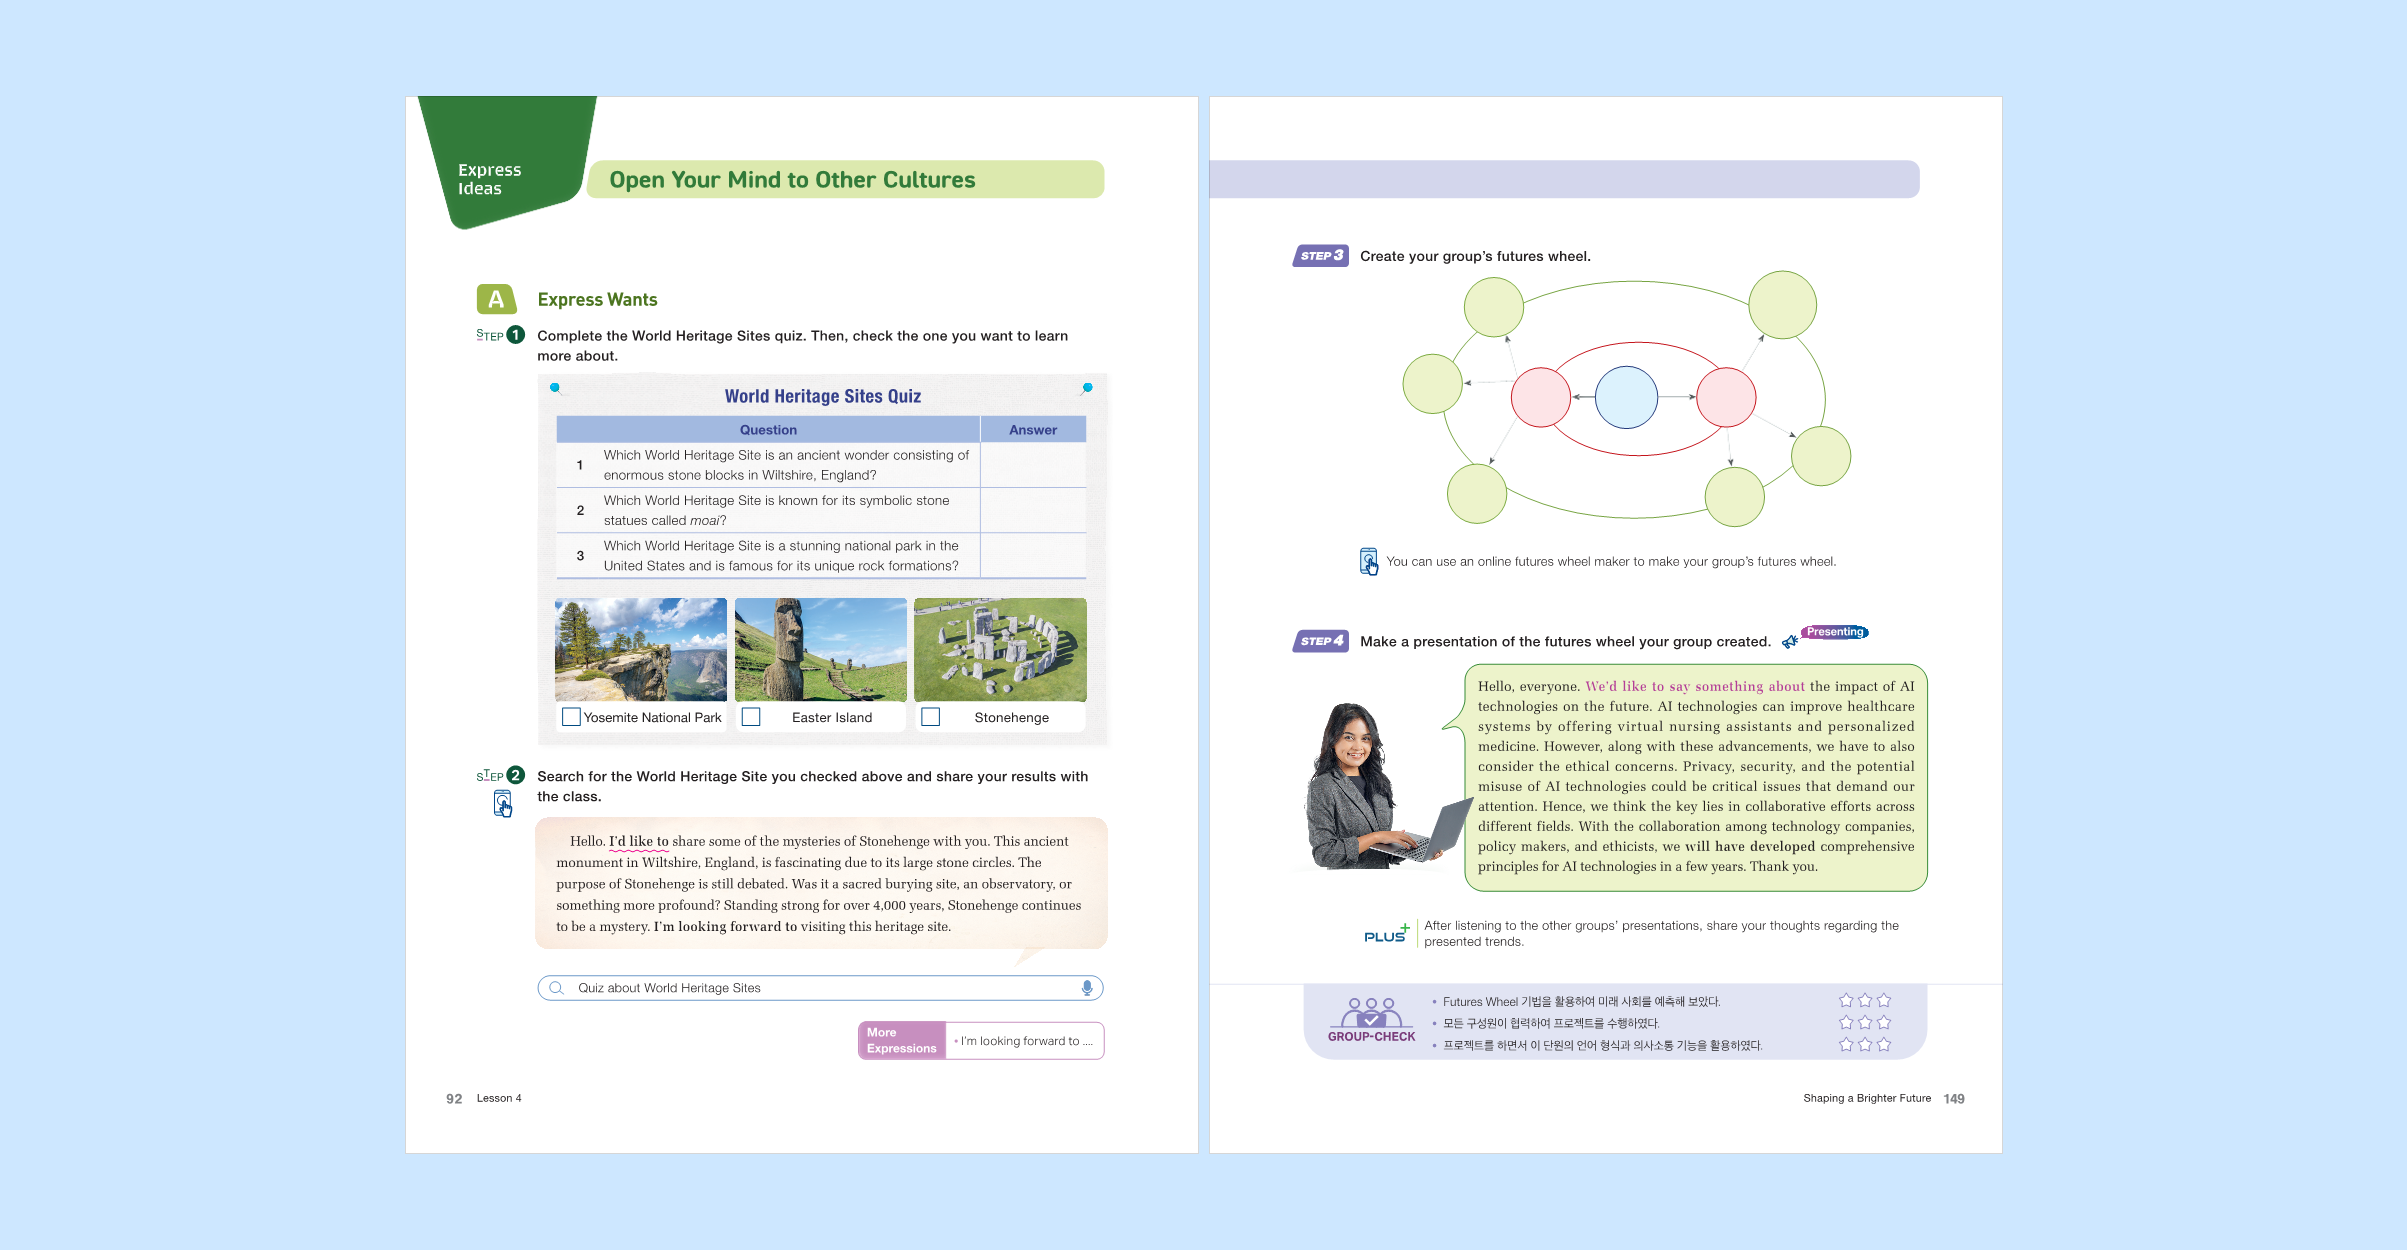 Express
Ideas
Open Your Mind to Other Cultures
A
Express Wants
STEP 1
Complete the World Heritage Sites quiz. Then, check the one you want to learn
more about.
World Heritage Sites Quiz
Question
Answer
1
Which World Heritage Site is an ancient wonder consisting of
enormous stone blocks in Wiltshire, England?
2
Which World Heritage Site is known for its symbolic stone
statues called moai?
3
Which World Heritage Site is a stunning national park in the
United States and is famous for its unique rock formations?
Yosemite National Park
Easter Island
Stonehenge
STEP 2
Search for the World Heritage Site you checked above and share your results with
the class.
Hello. I'd like to share some of the mysteries of Stonehenge with you. This ancient
monument in Wiltshire, England, is fascinating due to its large stone circles. The
purpose of Stonehenge is still debated. Was it a sacred burying site, an observatory, or
something more profound? Standing strong for over 4,000 years, Stonehenge continues
to be a mystery. I'm looking forward to visiting this heritage site.
Quiz about World Heritage Sites
More
Expressions
• I'm looking forward to ....
92 Lesson 4
STEP 3
Create your group's futures wheel.
You can use an online futures wheel maker to make your group's futures wheel.
STEP 4
Make a presentation of the futures wheel your group created.
Presenting
Hello, everyone. We'd like to say something about the impact of AI
technologies on the future. AI technologies can improve healthcare
systems by offering virtual nursing assistants and personalized
medicine. However, along with these advancements, we have to also
consider the ethical concerns. Privacy, security, and the potential
misuse of AI technologies could be critical issues that demand our
attention. Hence, we think the key lies in collaborative efforts across
different fields. With the collaboration among technology companies,
policy makers, and ethicists, we will have developed comprehensive
principles for AI technologies in a few years. Thank you.
PLUS+
After listening to the other groups' presentations, share your thoughts regarding the
presented trends.
GROUP-CHECK
• Futures Wheel 기법을 활용하여 미래 사회를 예측해 보았다.
• 모든 구성원이 협력하여 프로젝트를 수행하였다.
• 프로젝트를 하면서 이 단원의 언어 형식과 의사소통 기능을 활용하였다.
Shaping a Brighter Future 149